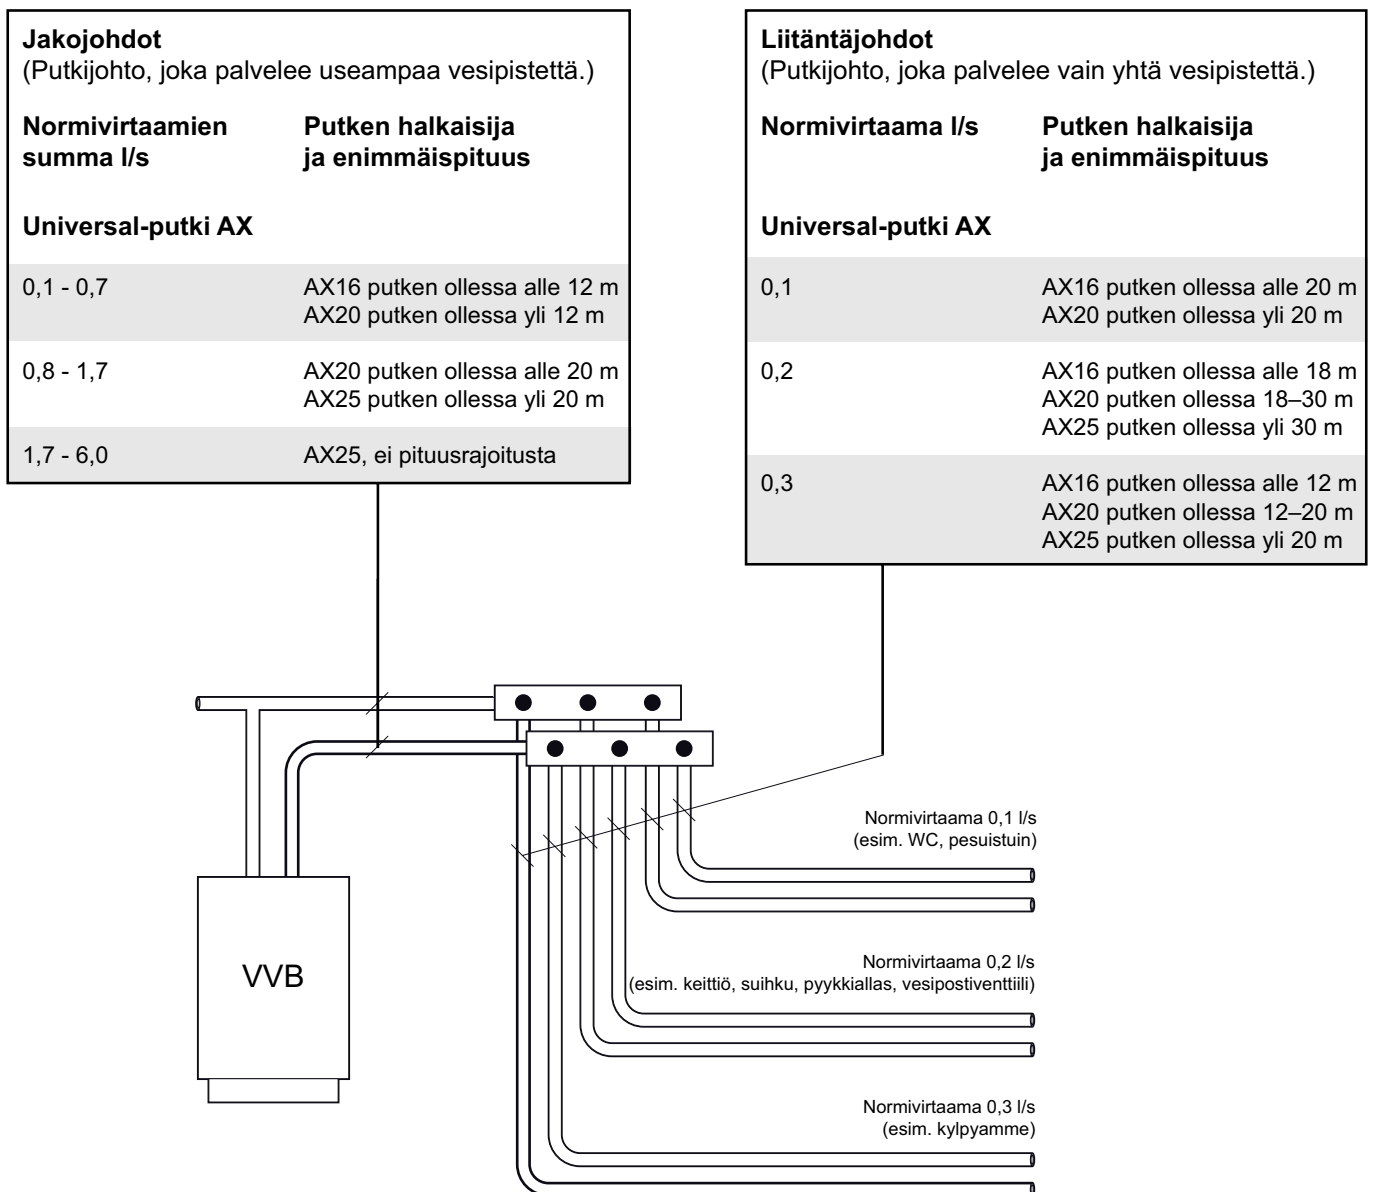 Jakojohdot
(Putkijohto, joka palvelee useampaa vesipistettä.)
Normivirtaamien summa l/s
Putken halkaisija ja enimmäispituus
Universal-putki AX
0,1 - 0,7
AX16 putken ollessa alle 12 m
AX20 putken ollessa yli 12 m
0,8 - 1,7
AX20 putken ollessa alle 20 m
AX25 putken ollessa yli 20 m
1,7 - 6,0
AX25, ei pituusrajoitusta
Liitäntäjohdot
(Putkijohto, joka palvelee vain yhtä vesipistettä.)
Normivirtaama l/s
Putken halkaisija
ja enimmäispituus
Universal-putki AX
0,1
AX16 putken ollessa alle 20 m
AX20 putken ollessa yli 20 m
0,2
AX16 putken ollessa alle 18 m
AX20 putken ollessa 18–30 m
AX25 putken ollessa yli 30 m
0,3
AX16 putken ollessa alle 12 m
AX20 putken ollessa 12–20 m
AX25 putken ollessa yli 20 m
Normivirtaama 0,1 l/s
(esim. WC, pesuistuin)
VVB
Normivirtaama 0,2 l/s
(esim. keittiö, suihku, pyykkiallas, vesipostiventtiili)
Normivirtaama 0,3 l/s
(esim. kylpyamme)